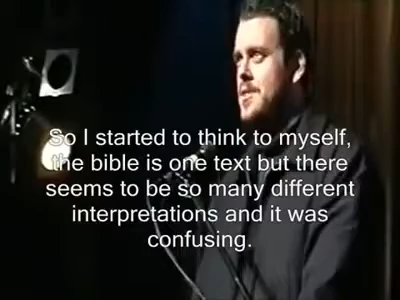 So I started to think to myself,
the bible is one text but there
seems to be so many different
interpretations and it was
confusing.